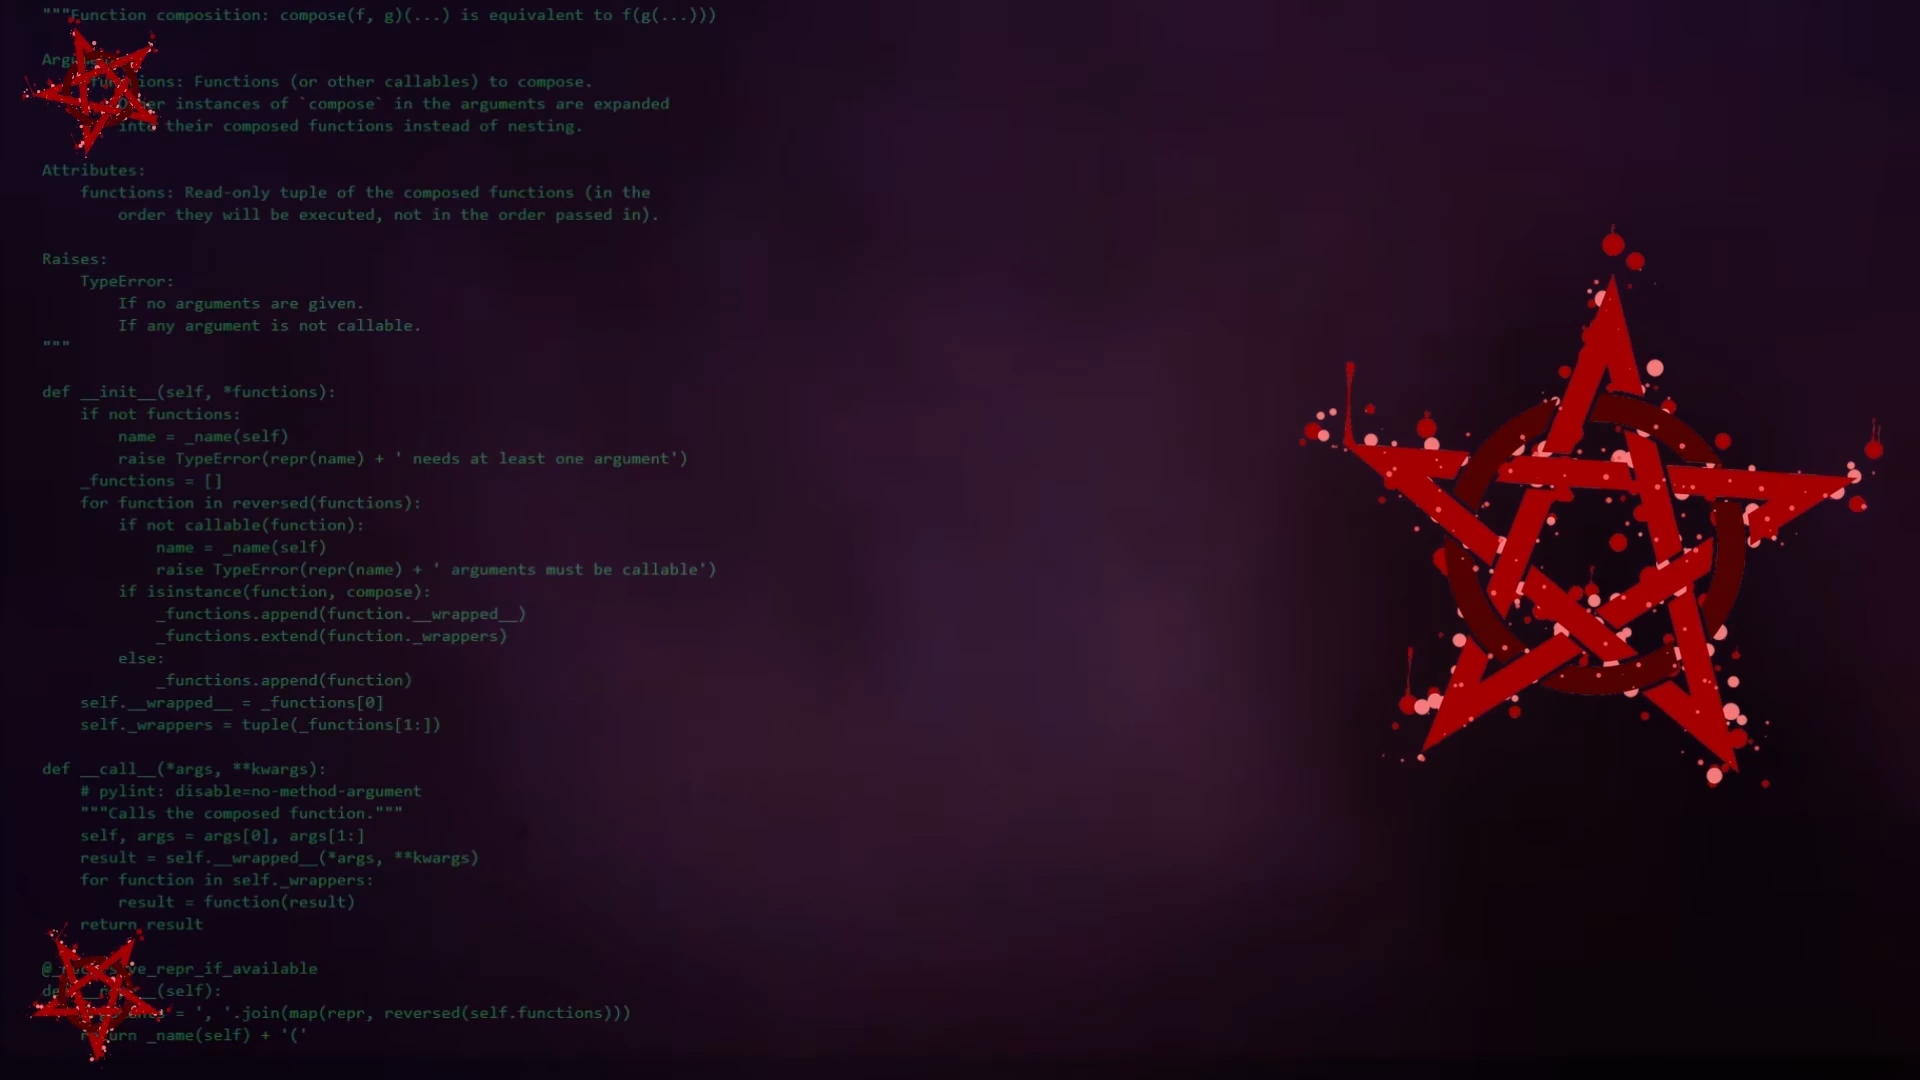 """Function composition: compose(f, g)(...) is equivalent to f(g(...)))
ions: Functions (or other callables) to compose.
instances of `compose` in the arguments are expanded
into their composed functions instead of nesting.
Attributes:
functions: Read-only tuple of the composed functions (in the
order they will be executed, not in the order passed in).
Raises:
TypeError:
If no arguments are given.
If any argument is not callable.
"""
def __init__(self, *functions):
if not functions:
name = _name(self)
raise TypeError(repr(name) + ' needs at least one argument')
_functions = []
for function in reversed(functions):
if not callable(function):
name = _name(self)
raise TypeError(repr(name) + ' arguments must be callable')
if isinstance(function, compose):
_functions.append(function.__wrapped__)
_functions.extend(function._wrappers)
else:
_functions.append(function)
self.__wrapped__ = _functions[0]
self._wrappers = tuple(_functions[1:])
def __call__(*args, **kwargs):
# pylint: disable=no-method-argument
"""Calls the composed function."""
self, args = args[0], args[1:]
result = self.__wrapped__(*args, **kwargs)
for function in self._wrappers:
result = function(result)
return result
ve_repr_if_available
(self):
= ', '.join(map(repr, reversed(self.functions)))
return _name(self) + '('